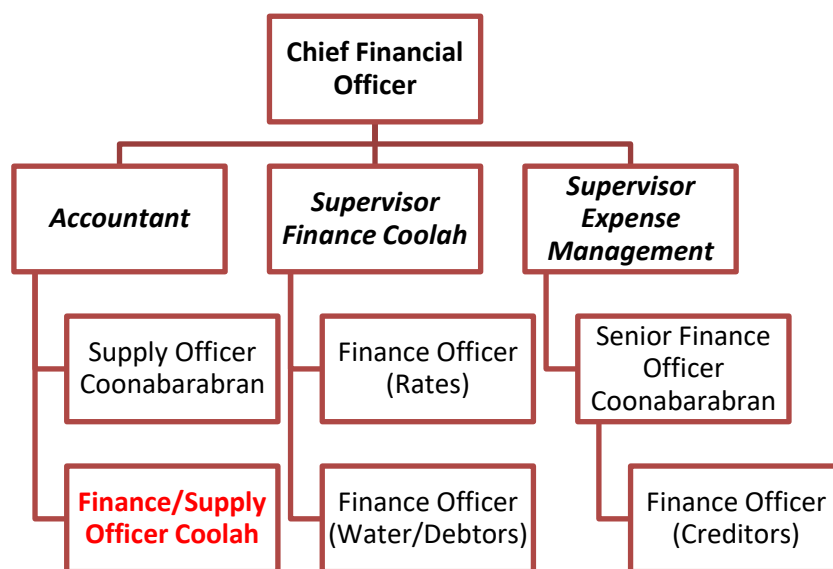 Chief Financial
Officer
Accountant
Supervisor
Finance Coolah
Supervisor
Expense
Management
Supply Officer
Coonabarabran
Finance Officer
(Rates)
Senior Finance
Officer
Coonabarabran
Finance/Supply
Officer Coolah
Finance Officer
(Water/Debtors)
Finance Officer
(Creditors)